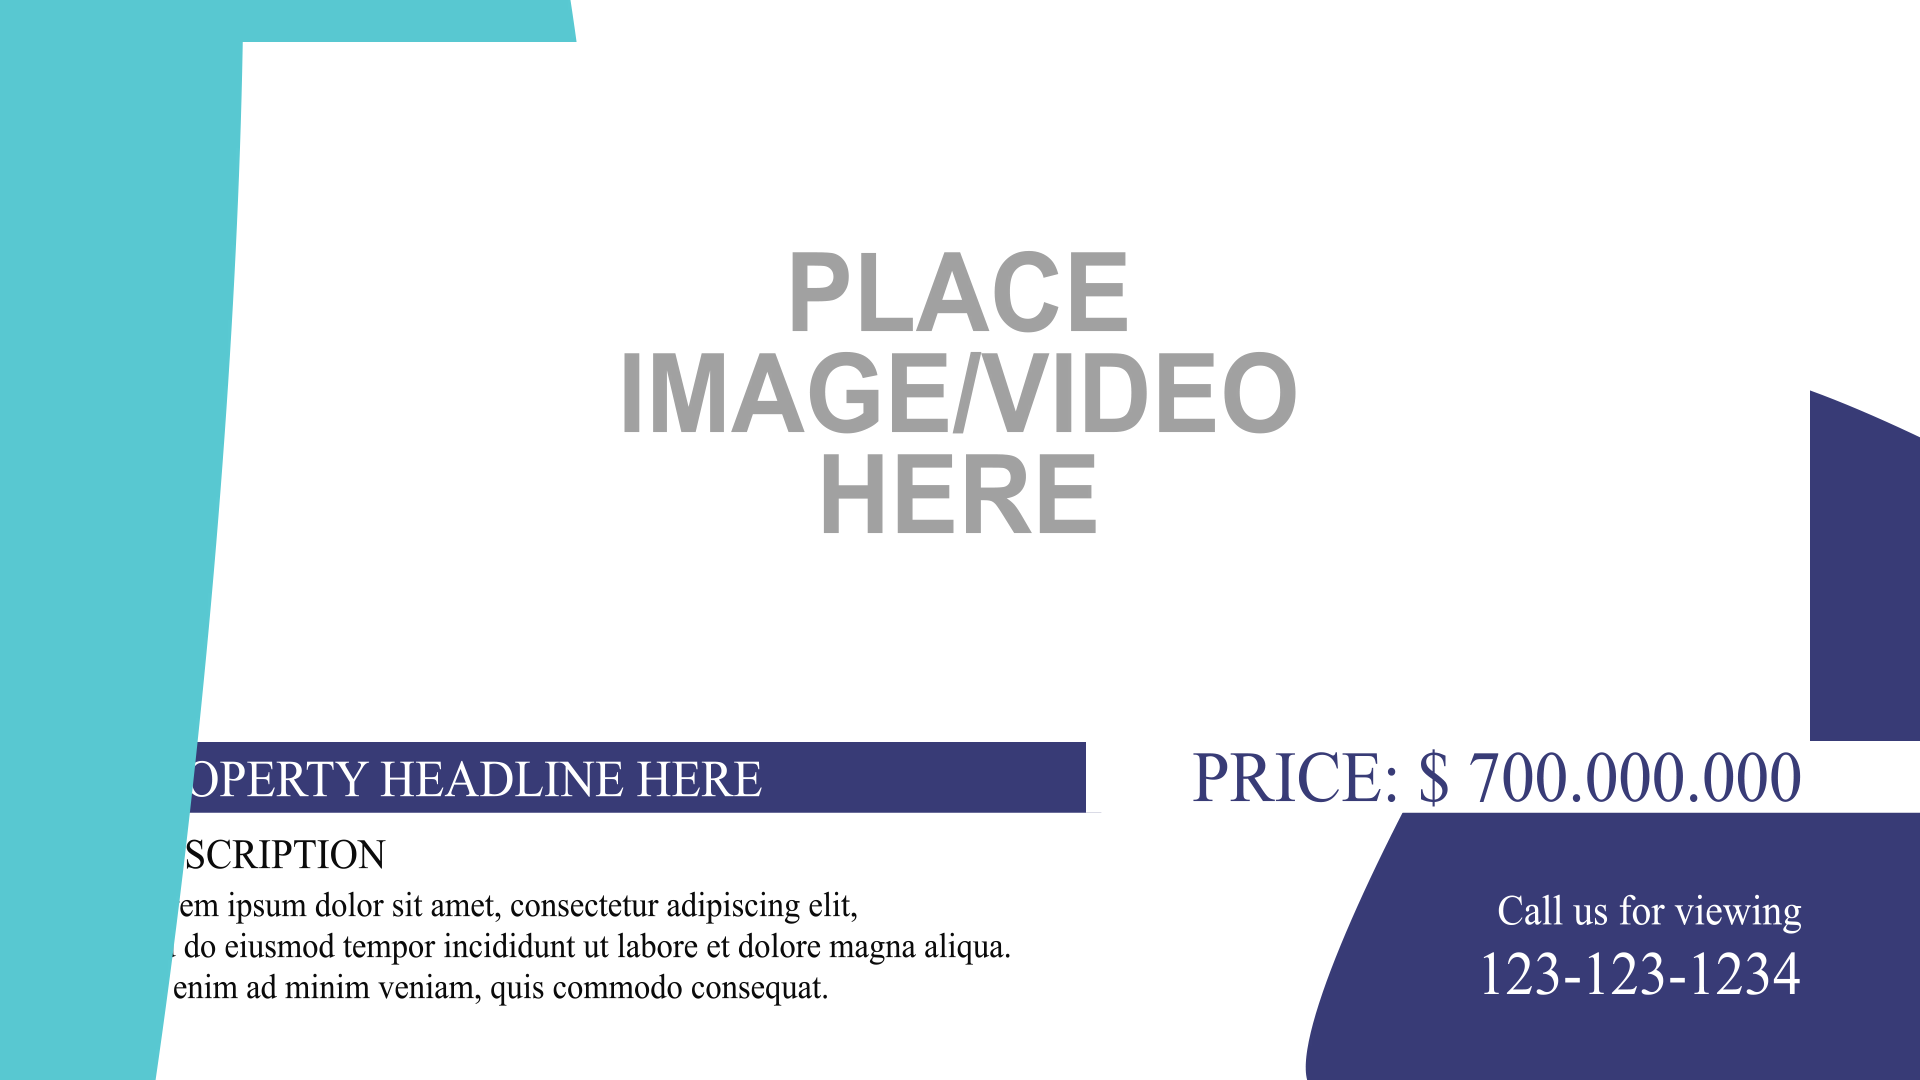 PLACE
IMAGE/VIDEO
HERE
OPERTY HEADLINE HERE
PRICE: $ 700.000.000
SCRIPTION
em ipsum dolor sit amet, consectetur adipiscing elit,
do eiusmod tempor incididunt ut labore et dolore magna aliqua.
enim ad minim veniam, quis commodo consequat.
Call us for viewing
123-123-1234